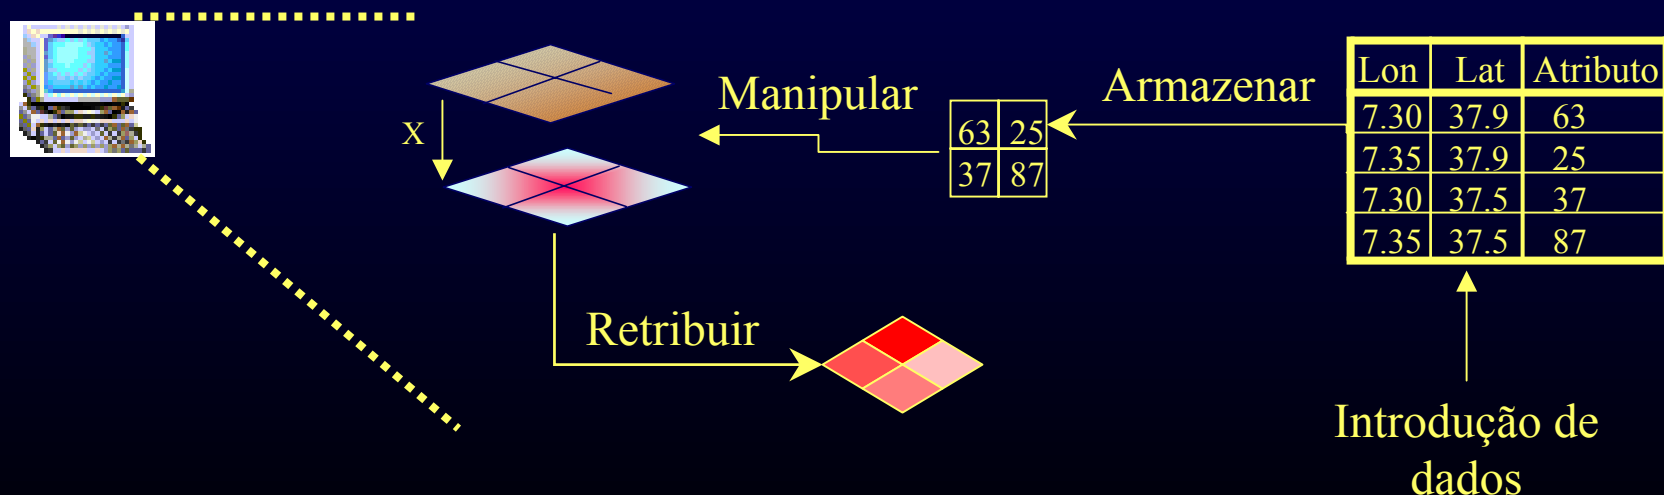 Lon Lat Atributo
7.30 37.9 63
7.35 37.9 25
7.30 37.5 37
7.35 37.5 87
Introdução de
dados
Armazenar
63 25
37 87
Manipular
X
Retribuir